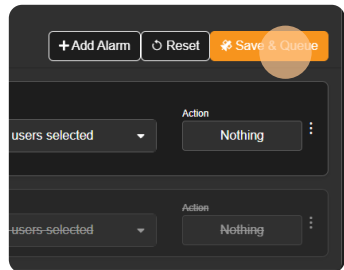 + Add Alarm Reset Save & Queue
Action
users selected Nothing
Action
users selected Nothing